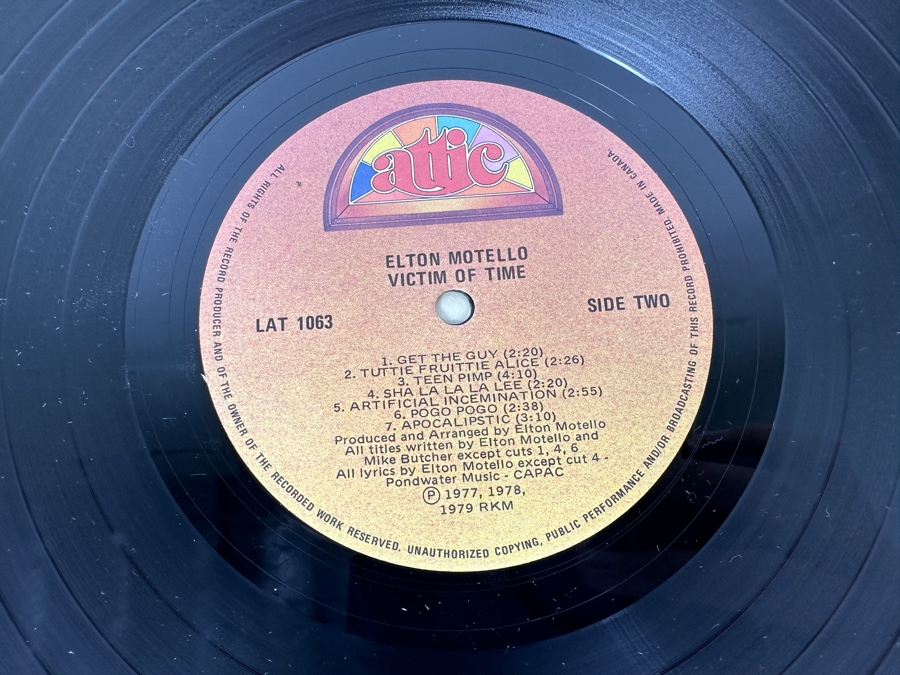 attic
ELTON MOTELLO
VICTIM OF TIME
LAT 1063
SIDE TWO
1. GET THE GUY (2:20)
2. TUTTIE FRUITTIE ALICE (2:26)
3. TEEN PIMP (4:10)
4. SHA LA LA LA LEE (2:20)
5. ARTIFICIAL INCEMINATION (2:55)
6. POGO POGO (2:38)
7. APOCALIPSTIC (3:10)
Produced and Arranged by Elton Motello
All titles written by Elton Motello and
Mike Butcher except cuts 1, 4, 6
All lyrics by Elton Motello except cut 4 -
Pondwater Music - CAPAC
Ⓟ 1977, 1978,
1979 RKM
ALL RIGHTS OF THE RECORD PRODUCER AND OF THE OWNER OF THE RECORDED WORK RESERVED. UNAUTHORIZED COPYING, PUBLIC PERFORMANCE AND/OR BROADCASTING OF THIS RECORD PROHIBITED. MADE IN CANADA.